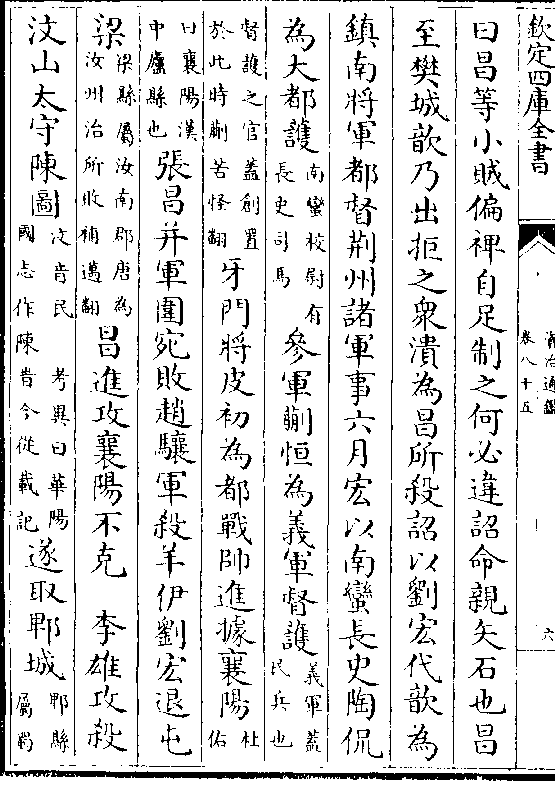 欽定四庫全書
資治通鑑
卷八十五
六
曰昌等小賊偏裨自足制之何必違詔命親矢石也昌
至樊城歆乃出拒之衆潰為昌所殺詔以劉宏代歆為
鎮南將軍都督荆州諸軍事六月宏以南蠻長史陶侃
為大都護南蠻校尉有長史司馬參軍蒯恒為義軍督護義軍蓋民兵也
督護之官蓋創置於此時蒯苦怪翻牙門將皮初為都戰帥進據襄陽杜佑
曰襄陽漢中廬縣也張昌并軍圍宛敗趙驤軍殺羊伊劉宏退屯
梁梁縣屬汝南郡唐為汝州治所敗補邁翻昌進攻襄陽不克 李雄攻殺
汶山太守陳圖汶音民 考異曰華陽國志作陳旹今從載記遂取郫城郫縣屬蜀